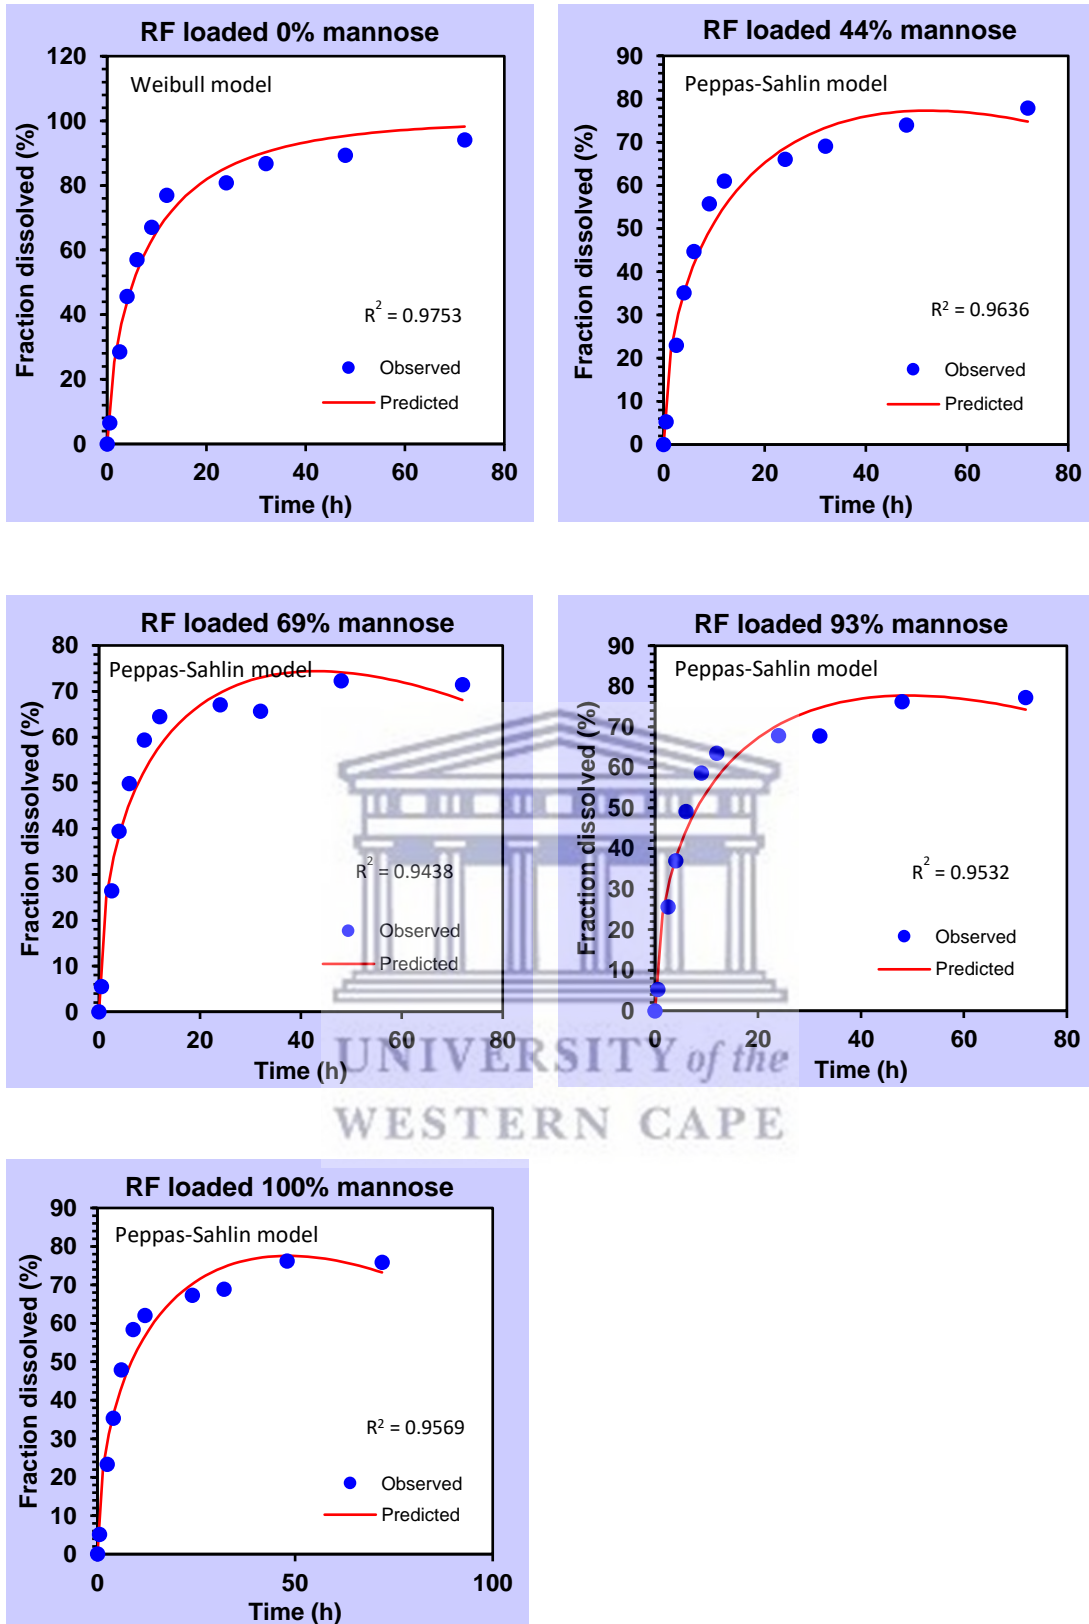 RF loaded 0% mannose
Weibull model
Fraction dissolved (%)
120
100
80
60
40
20
0
R² = 0.9753
Observed
Predicted
0 20 40 60 80
Time (h)
RF loaded 44% mannose
Peppas-Sahlin model
Fraction dissolved (%)
90
80
70
60
50
40
30
20
10
0
R² = 0.9636
Observed
Predicted
0 20 40 60 80
Time (h)
RF loaded 69% mannose
Peppas-Sahlin model
Fraction dissolved (%)
80
70
60
50
40
30
20
10
0
R² = 0.9438
Observed
Predicted
0 20 40 60 80
Time (h)
RF loaded 93% mannose
Peppas-Sahlin model
Fraction dissolved (%)
90
80
70
60
50
40
30
20
10
0
R² = 0.9532
Observed
Predicted
0 20 40 60 80
Time (h)
UNIVERSITY of the
WESTERN CAPE
RF loaded 100% mannose
Peppas-Sahlin model
Fraction dissolved (%)
90
80
70
60
50
40
30
20
10
0
R² = 0.9569
Observed
Predicted
0 50 100
Time (h)